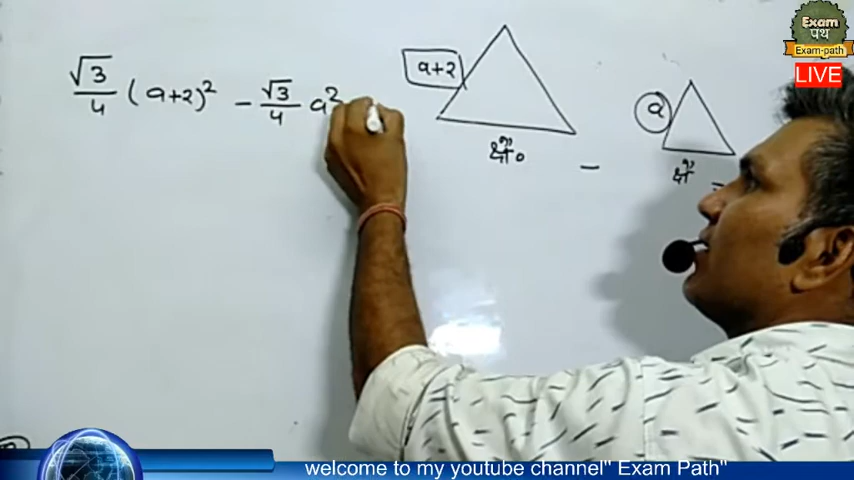 √3/4 (a+2)² - √3/4 a²
a+2
a
क्षे०
-
क्षे
=
Exam
पथ
Exam-path
LIVE
welcome to my youtube channel" Exam Path"